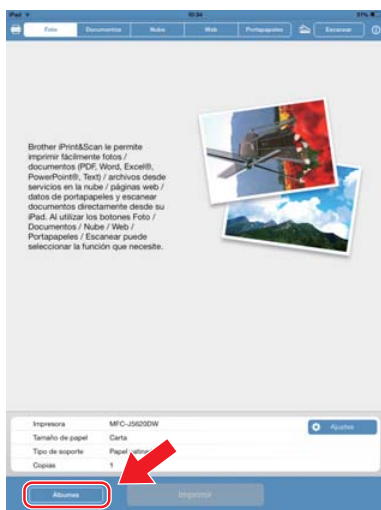 iPad
10:34
51%
Foto Documentos Nube Web Portapapeles Escanear
Brother iPrint&Scan le permite
imprimir fácilmente fotos /
documentos (PDF, Word, Excel®,
PowerPoint®, Text) / archivos desde
servicios en la nube / páginas web /
datos de portapapeles y escanear
documentos directamente desde su
iPad. Al utilizar los botones Foto /
Documentos / Nube / Web /
Portapapeles / Escanear puede
seleccionar la función que necesite.
Impresora MFC-J5620DW
Ajustes
Tamaño de papel Carta
Tipo de soporte Papel
Copias 1
Álbumes Imprimir